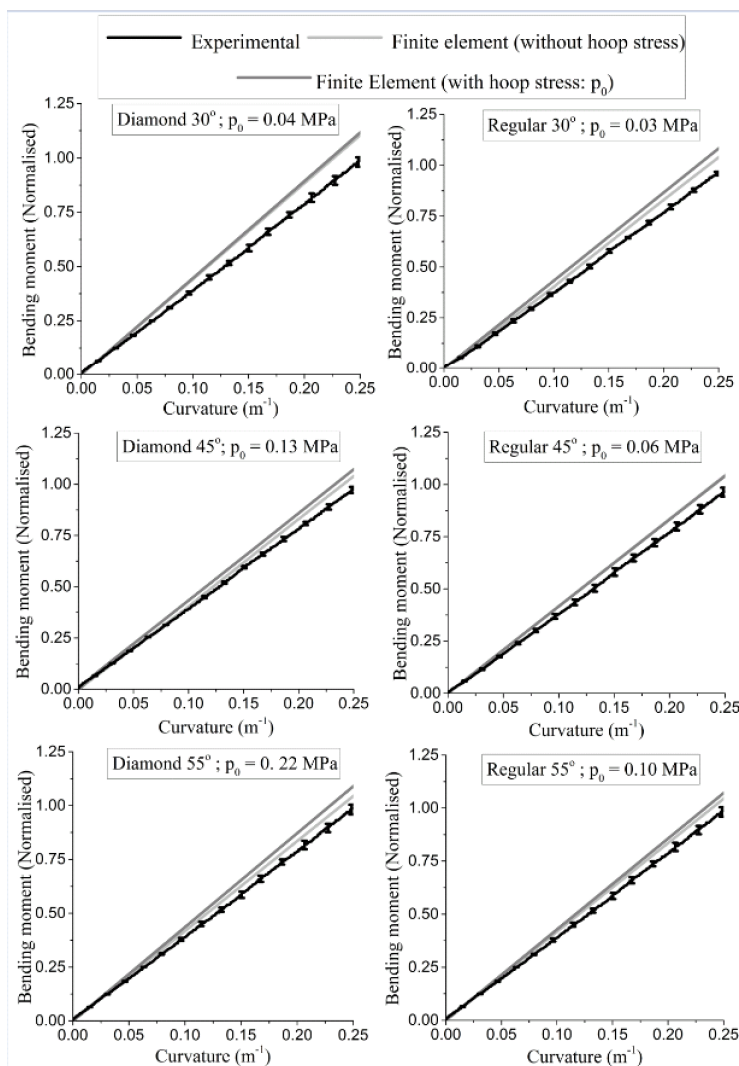 Experimental
Finite element (without hoop stress)
Finite Element (with hoop stress: p₀)
Diamond 30°; p₀ = 0.04 MPa
Bending moment (Normalised)
1.25
1.00
0.75
0.50
0.25
0.00
0.00 0.05 0.10 0.15 0.20 0.25
Curvature (m⁻¹)
Regular 30°; p₀ = 0.03 MPa
Bending moment (Normalised)
1.25
1.00
0.75
0.50
0.25
0.00
0.00 0.05 0.10 0.15 0.20 0.25
Curvature (m⁻¹)
Diamond 45°; p₀ = 0.13 MPa
Bending moment (Normalised)
1.25
1.00
0.75
0.50
0.25
0.00
0.00 0.05 0.10 0.15 0.20 0.25
Curvature (m⁻¹)
Regular 45°; p₀ = 0.06 MPa
Bending moment (Normalised)
1.25
1.00
0.75
0.50
0.25
0.00
0.00 0.05 0.10 0.15 0.20 0.25
Curvature (m⁻¹)
Diamond 55°; p₀ = 0. 22 MPa
Bending moment (Normalised)
1.25
1.00
0.75
0.50
0.25
0.00
0.00 0.05 0.10 0.15 0.20 0.25
Curvature (m⁻¹)
Regular 55°; p₀ = 0.10 MPa
Bending moment (Normalised)
1.25
1.00
0.75
0.50
0.25
0.00
0.00 0.05 0.10 0.15 0.20 0.25
Curvature (m⁻¹)